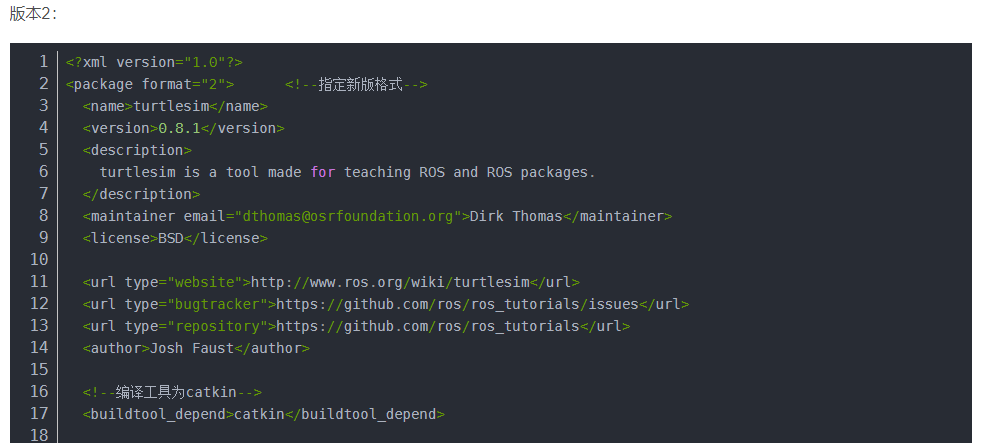 版本2：
1 <?xml version="1.0"?>
2 <package format="2">      <!--指定新版格式-->
3   <name>turtlesim</name>
4   <version>0.8.1</version>
5   <description>
6     turtlesim is a tool made for teaching ROS and ROS packages.
7   </description>
8   <maintainer email="dthomas@osrfoundation.org">Dirk Thomas</maintainer>
9   <license>BSD</license>
10
11   <url type="website">http://www.ros.org/wiki/turtlesim</url>
12   <url type="bugtracker">https://github.com/ros/ros_tutorials/issues</url>
13   <url type="repository">https://github.com/ros/ros_tutorials</url>
14   <author>Josh Faust</author>
15
16   <!--编译工具为catkin-->
17   <buildtool_depend>catkin</buildtool_depend>
18